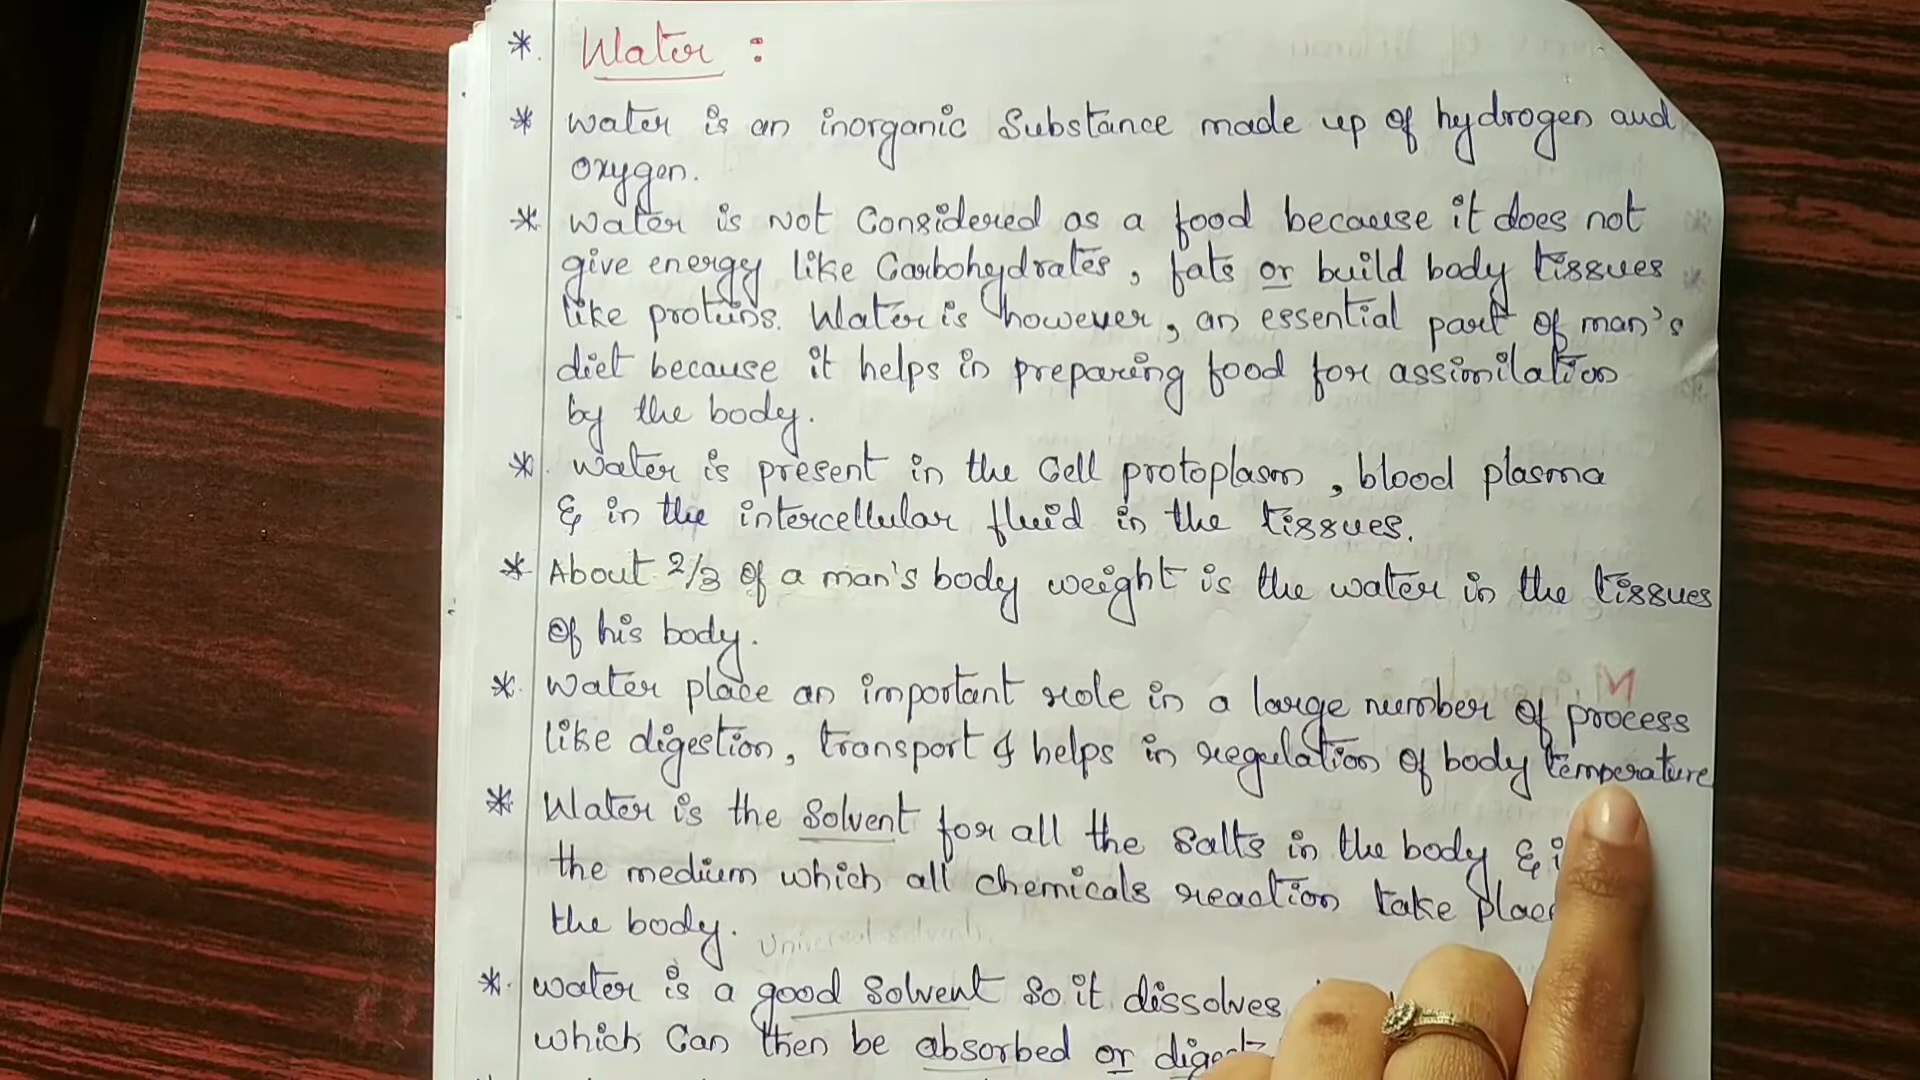 * Water :
* water is an inorganic Substance made up of hydrogen and
oxygen.
* water is not Considered as a food because it does not
give energy like Carbohydrates, fats or build body tissues
like protins. Water is however, an essential part of man's
diet because it helps in preparing food for assimilation
by the body.
* water is present in the Cell protoplasm, blood plasma
& in the intercellular fluid in the tissues.
* About 2/3 of a man's body weight is the water in the tissues
of his body.
* water place an important role in a large number of process
like digestion, transport & helps in regulation of body temperature
* Water is the Solvent for all the Salts in the body &
the medium which all chemicals reaction take place
the body. Universal solvent.
* water is a good Solvent So it dissolves
which Can then be absorbed or digest